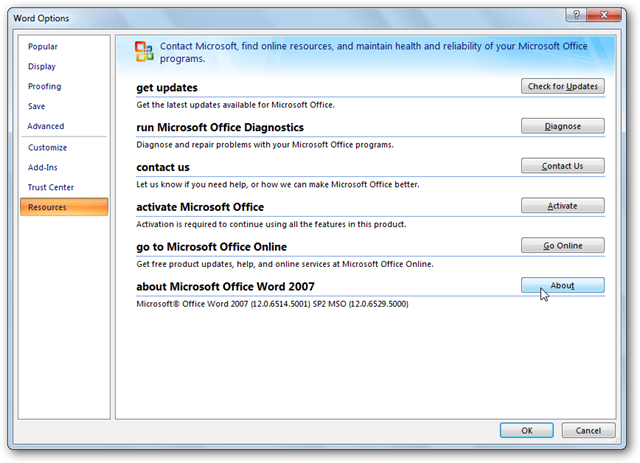 Word Options
Popular
Display
Proofing
Save
Advanced
Customize
Add-Ins
Trust Center
Resources
Contact Microsoft, find online resources, and maintain health and reliability of your Microsoft Office
programs.
get updates
Check for Updates
Get the latest updates available for Microsoft Office.
run Microsoft Office Diagnostics
Diagnose
Diagnose and repair problems with your Microsoft Office programs.
contact us
Contact Us
Let us know if you need help, or how we can make Microsoft Office better.
activate Microsoft Office
Activate
Activation is required to continue using all the features in this product.
go to Microsoft Office Online
Go Online
Get free product updates, help, and online services at Microsoft Office Online.
about Microsoft Office Word 2007
About
Microsoft® Office Word 2007 (12.0.6514.5001) SP2 MSO (12.0.6529.5000)
OK
Cancel